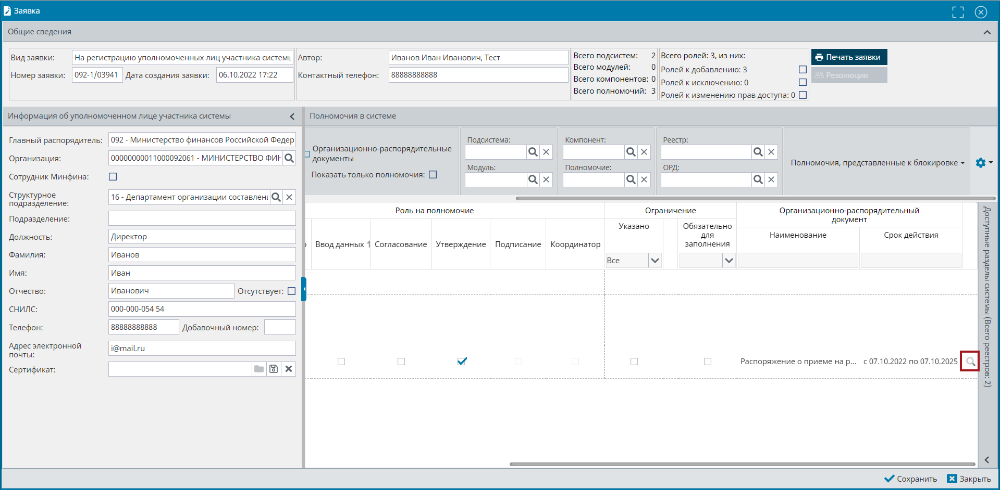 Заявка
Общие сведения
Вид заявки:
На регистрацию уполномоченных лиц участника системы
Номер заявки:
092-1/03941
Дата создания заявки:
06.10.2022 17:22
Автор:
Иванов Иван Иванович, Тест
Контактный телефон:
88888888888
Всего подсистем: 2
Всего модулей: 0
Всего компонентов: 0
Всего полномочий: 3
Всего ролей: 3, из них:
Ролей к добавлению: 3
Ролей к исключению: 0
Ролей к изменению прав доступа: 0
Печать заявки
Резолюция
Информация об уполномоченном лице участника системы
Главный распорядитель:
092 - Министерство финансов Российской Федер
Организация:
00000000011000092061 - МИНИСТЕРСТВО ФИН
Сотрудник Минфина:
Структурное
подразделение:
16 - Департамент организации составлени
Подразделение:
Должность:
Директор
Фамилия:
Иванов
Имя:
Иван
Отчество:
Иванович
Отсутствует:
СНИЛС:
000-000-054 54
Телефон:
88888888888
Добавочный номер:
Адрес электронной
почты:
i@mail.ru
Сертификат:
Полномочия в системе
Организационно-распорядительные
документы
Показать только полномочия:
Подсистема:
Модуль:
Компонент:
Полномочие:
Реестр:
ОРД:
Полномочия, представленные к блокировке
Роль на полномочие
Ограничение
Организационно-распорядительный
документ
Ввод данных
Согласование
Утверждение
Подписание
Координатор
Указано
Все
Обязательно
для
заполнения
Наименование
Срок действия
Распоряжение о приеме на р...
с 07.10.2022 по 07.10.2025
Доступные разделы системы (Всего реестров: 2)
Сохранить
Закрыть